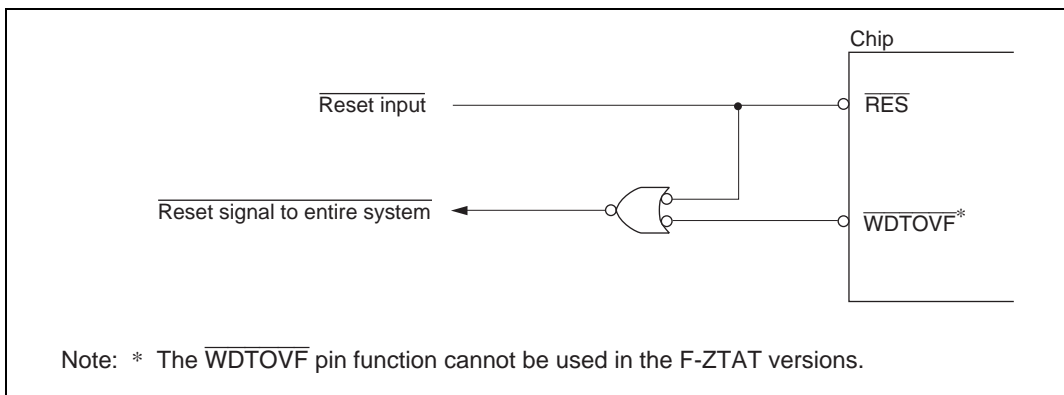 Chip
Reset input
RES
Reset signal to entire system
WDTOVF*
Note: * The WDTOVF pin function cannot be used in the F-ZTAT versions.